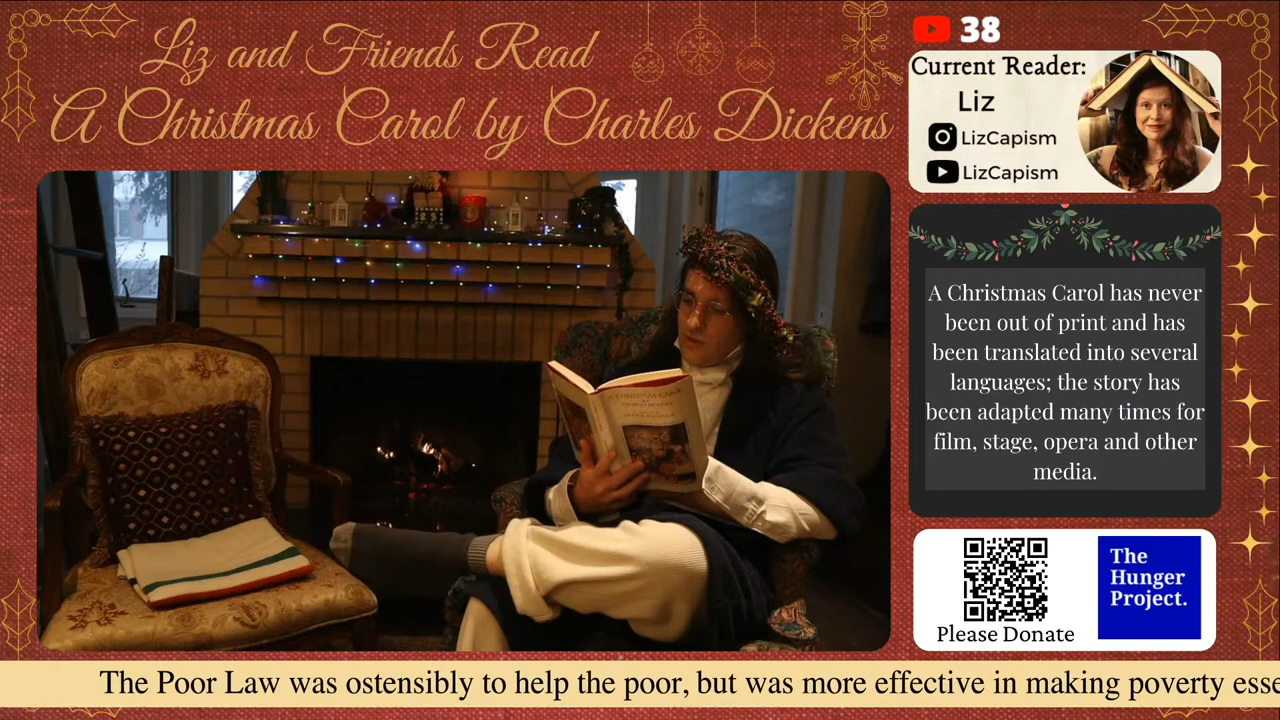 Liz and Friends Read
A Christmas Carol by Charles Dickens
38
Current Reader:
Liz
LizCapism
LizCapism
A CHRISTMAS CAROL
A Christmas Carol has never
been out of print and has
been translated into several
languages; the story has
been adapted many times for
film, stage, opera and other
media.
Please Donate
The
Hunger
Project.
The Poor Law was ostensibly to help the poor, but was more effective in making poverty esse